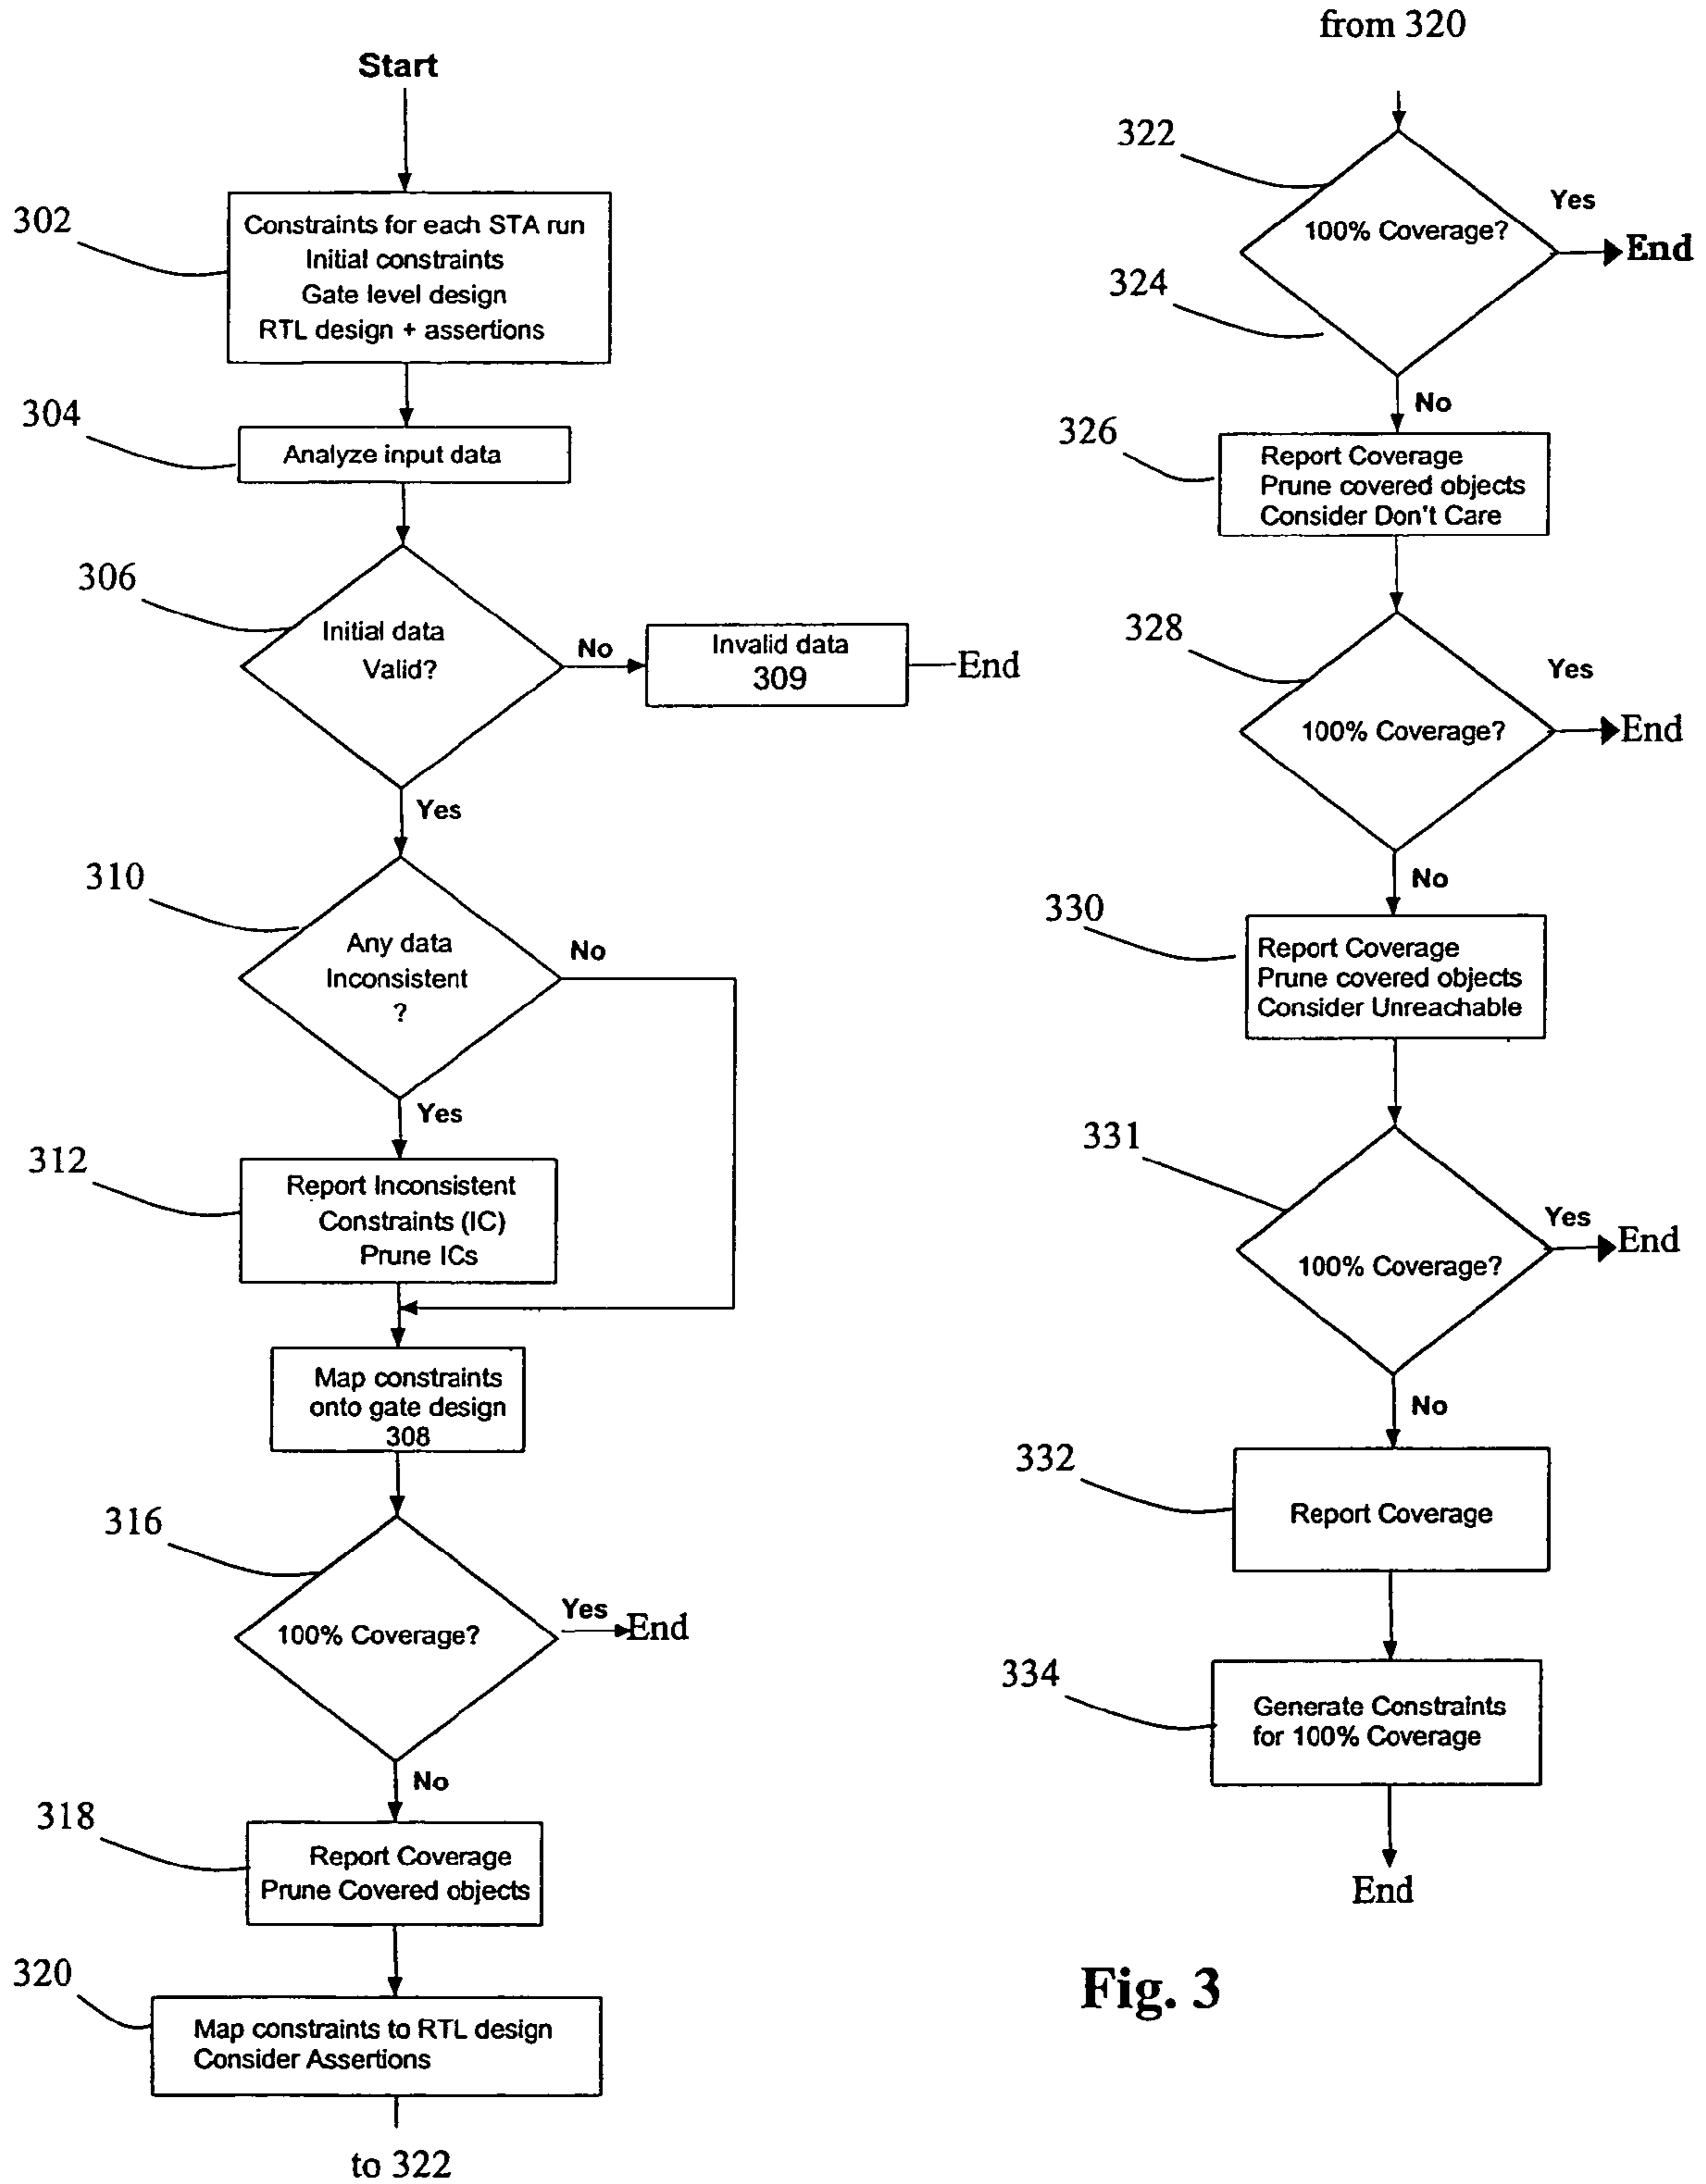 Start
302
Constraints for each STA run
Initial constraints
Gate level design
RTL design + assertions
304
Analyze input data
306
Initial data
Valid?
No
Invalid data
309
End
Yes
310
Any data
Inconsistent
?
No
Yes
312
Report Inconsistent
Constraints (IC)
Prune ICs
Map constraints
onto gate design
308
316
100% Coverage?
Yes
End
No
318
Report Coverage
Prune Covered objects
320
Map constraints to RTL design
Consider Assertions
to 322
from 320
322
100% Coverage?
Yes
End
324
No
326
Report Coverage
Prune covered objects
Consider Don't Care
328
100% Coverage?
Yes
End
No
330
Report Coverage
Prune covered objects
Consider Unreachable
331
100% Coverage?
Yes
End
No
332
Report Coverage
334
Generate Constraints
for 100% Coverage
End
Fig. 3